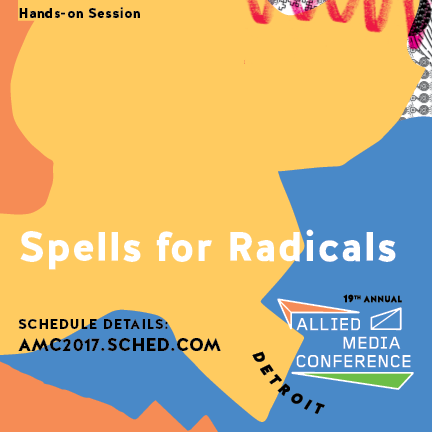 Hands-on Session
Spells for Radicals
SCHEDULE DETAILS:
AMC2017.SCHED.COM
19TH ANNUAL
ALLIED
MEDIA
CONFERENCE
DETROIT